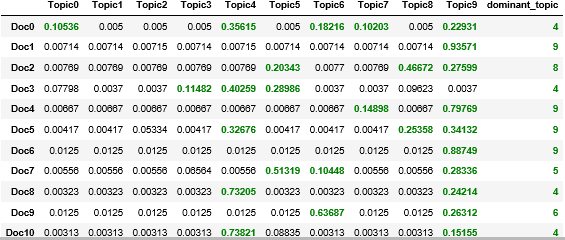 Topic0 Topic1 Topic2 Topic3 Topic4 Topic5 Topic6 Topic7 Topic8 Topic9 dominant_topic
Doc0 0.10536 0.005 0.005 0.005 0.35615 0.005 0.18216 0.10203 0.005 0.22931 4
Doc1 0.00714 0.00714 0.00715 0.00714 0.00715 0.00714 0.00714 0.00714 0.00714 0.93571 9
Doc2 0.00769 0.00769 0.00769 0.00769 0.00769 0.20343 0.0077 0.00769 0.46672 0.27599 8
Doc3 0.07798 0.0037 0.0037 0.11482 0.40259 0.28986 0.0037 0.0037 0.09623 0.0037 4
Doc4 0.00667 0.00667 0.00667 0.00667 0.00667 0.00667 0.00667 0.14898 0.00667 0.79769 9
Doc5 0.00417 0.00417 0.05334 0.00417 0.32676 0.00417 0.00417 0.00417 0.25358 0.34132 9
Doc6 0.0125 0.0125 0.0125 0.0125 0.0125 0.0125 0.0125 0.0125 0.0125 0.88749 9
Doc7 0.00556 0.00556 0.00556 0.06564 0.00556 0.51319 0.10448 0.00556 0.00556 0.28336 5
Doc8 0.00323 0.00323 0.00323 0.00323 0.73205 0.00323 0.00323 0.00323 0.00323 0.24214 4
Doc9 0.0125 0.0125 0.0125 0.0125 0.0125 0.0125 0.63687 0.0125 0.0125 0.26312 6
Doc10 0.00313 0.00313 0.00313 0.00313 0.73821 0.08835 0.00313 0.00313 0.00313 0.15155 4